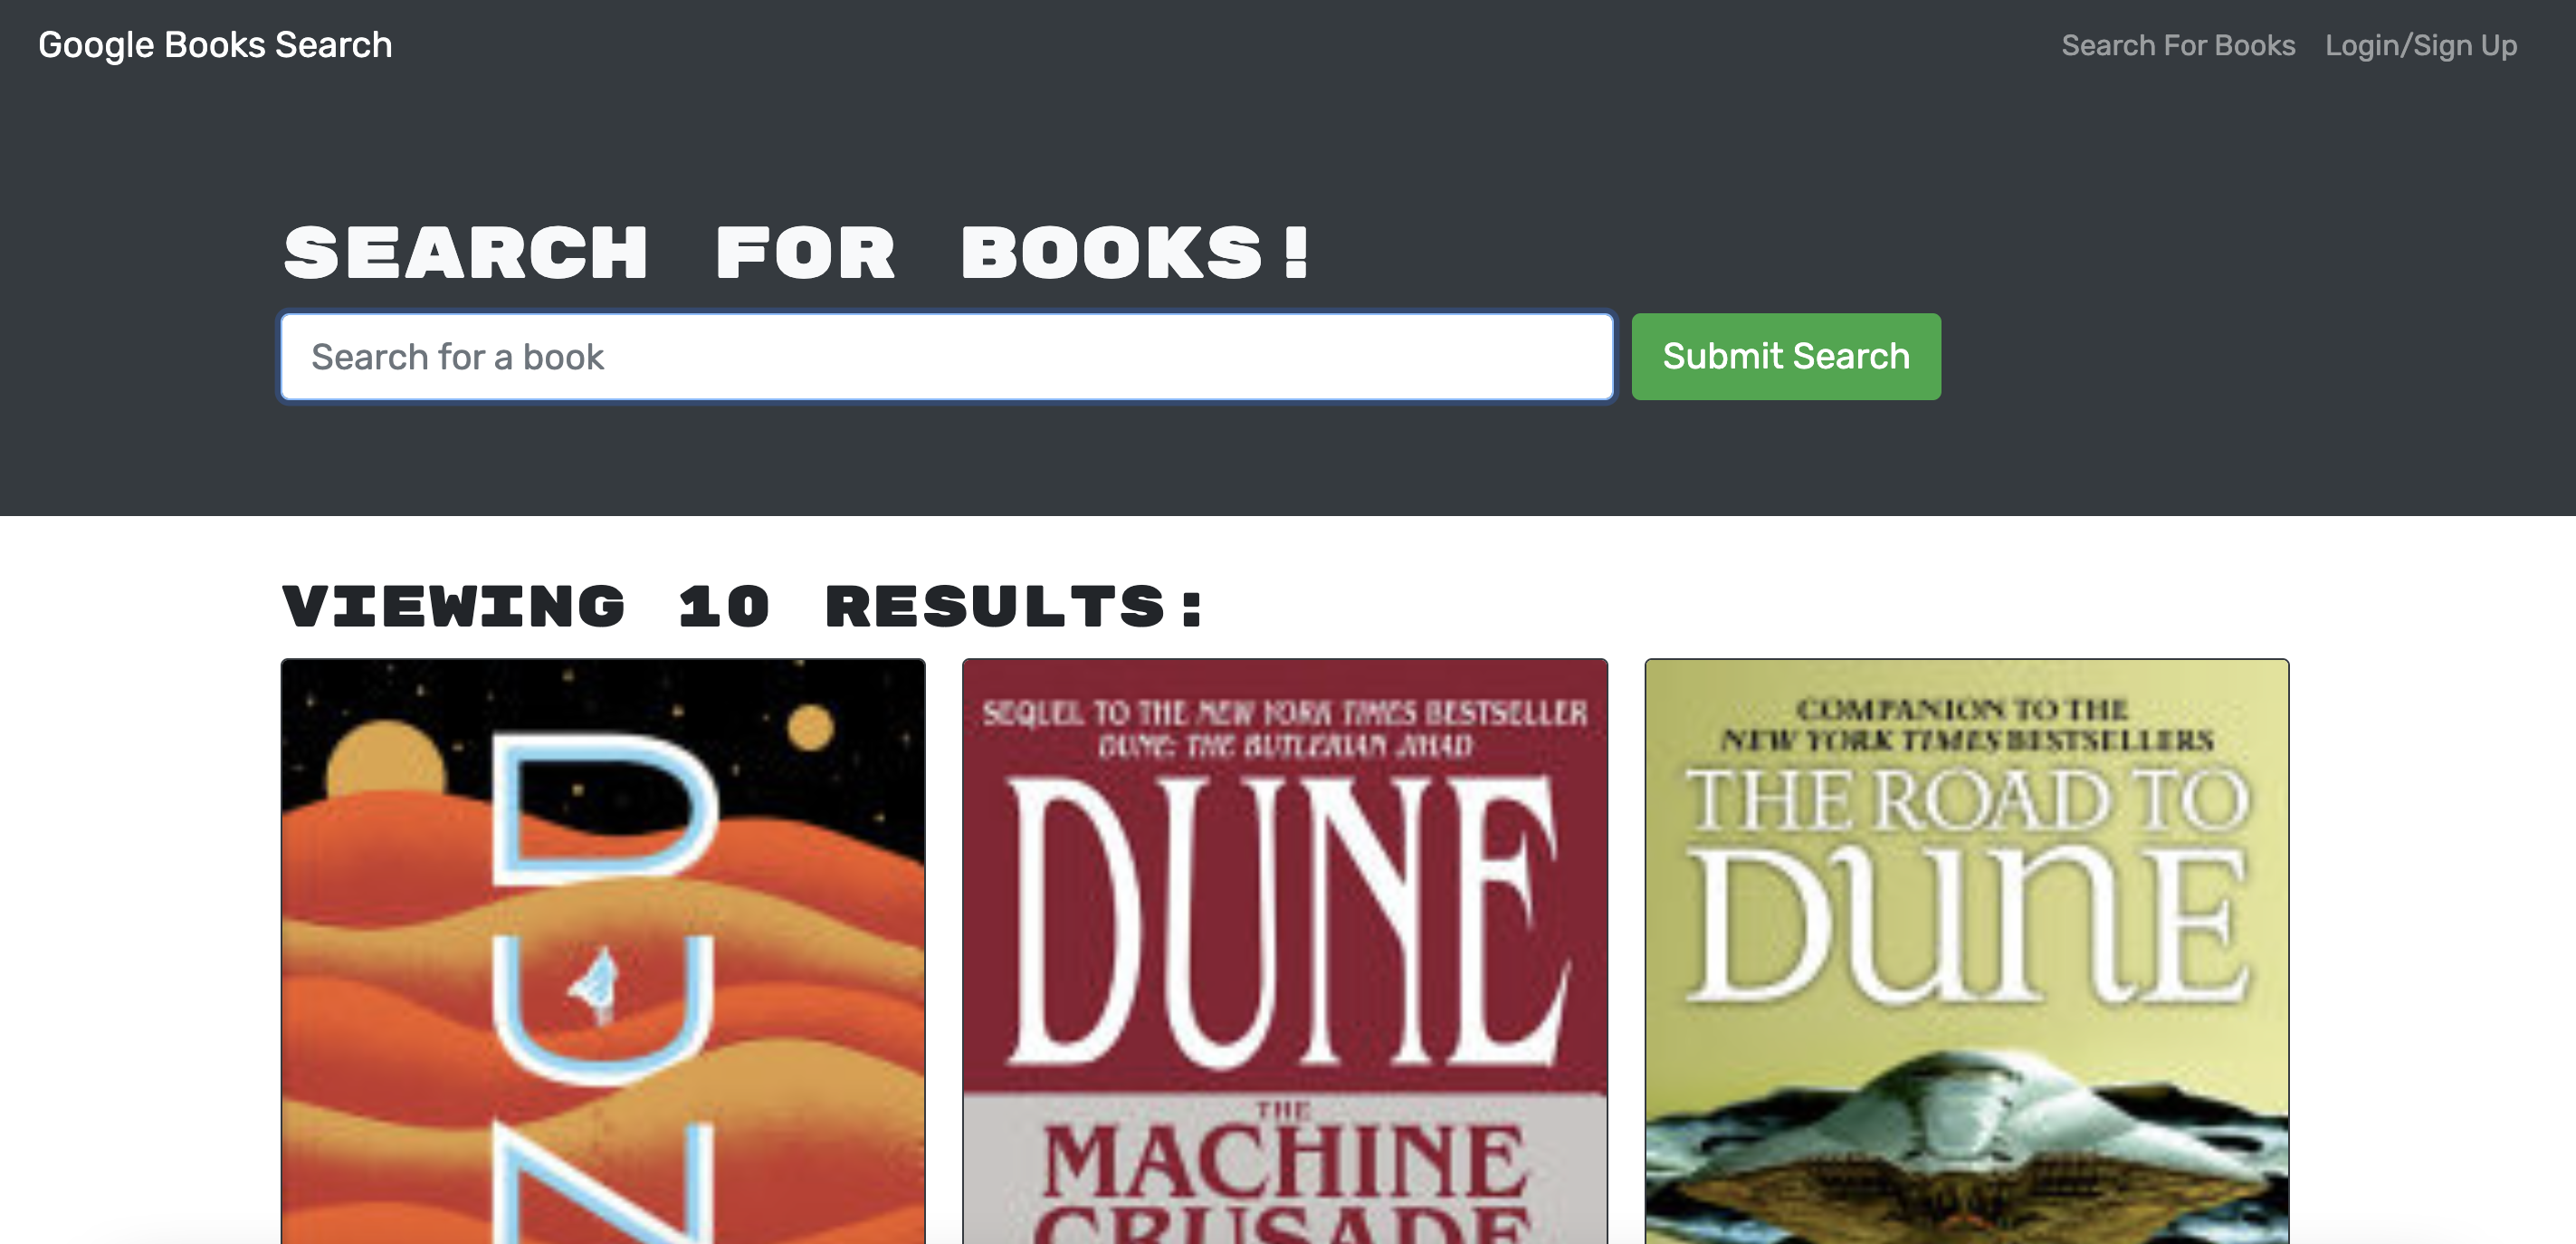 Google Books Search
Search For Books
Login/Sign Up
SEARCH FOR BOOKS!
Search for a book
Submit Search
VIEWING 10 RESULTS:
DUN
SEQUEL TO THE NEW YORK TIMES BESTSELLER
DUNE: THE BUTLERIAN JIHAD
DUNE
THE
MACHINE
CRUSADE
COMPANION TO THE
NEW YORK TIMES BESTSELLERS
THE ROAD TO
DUNE